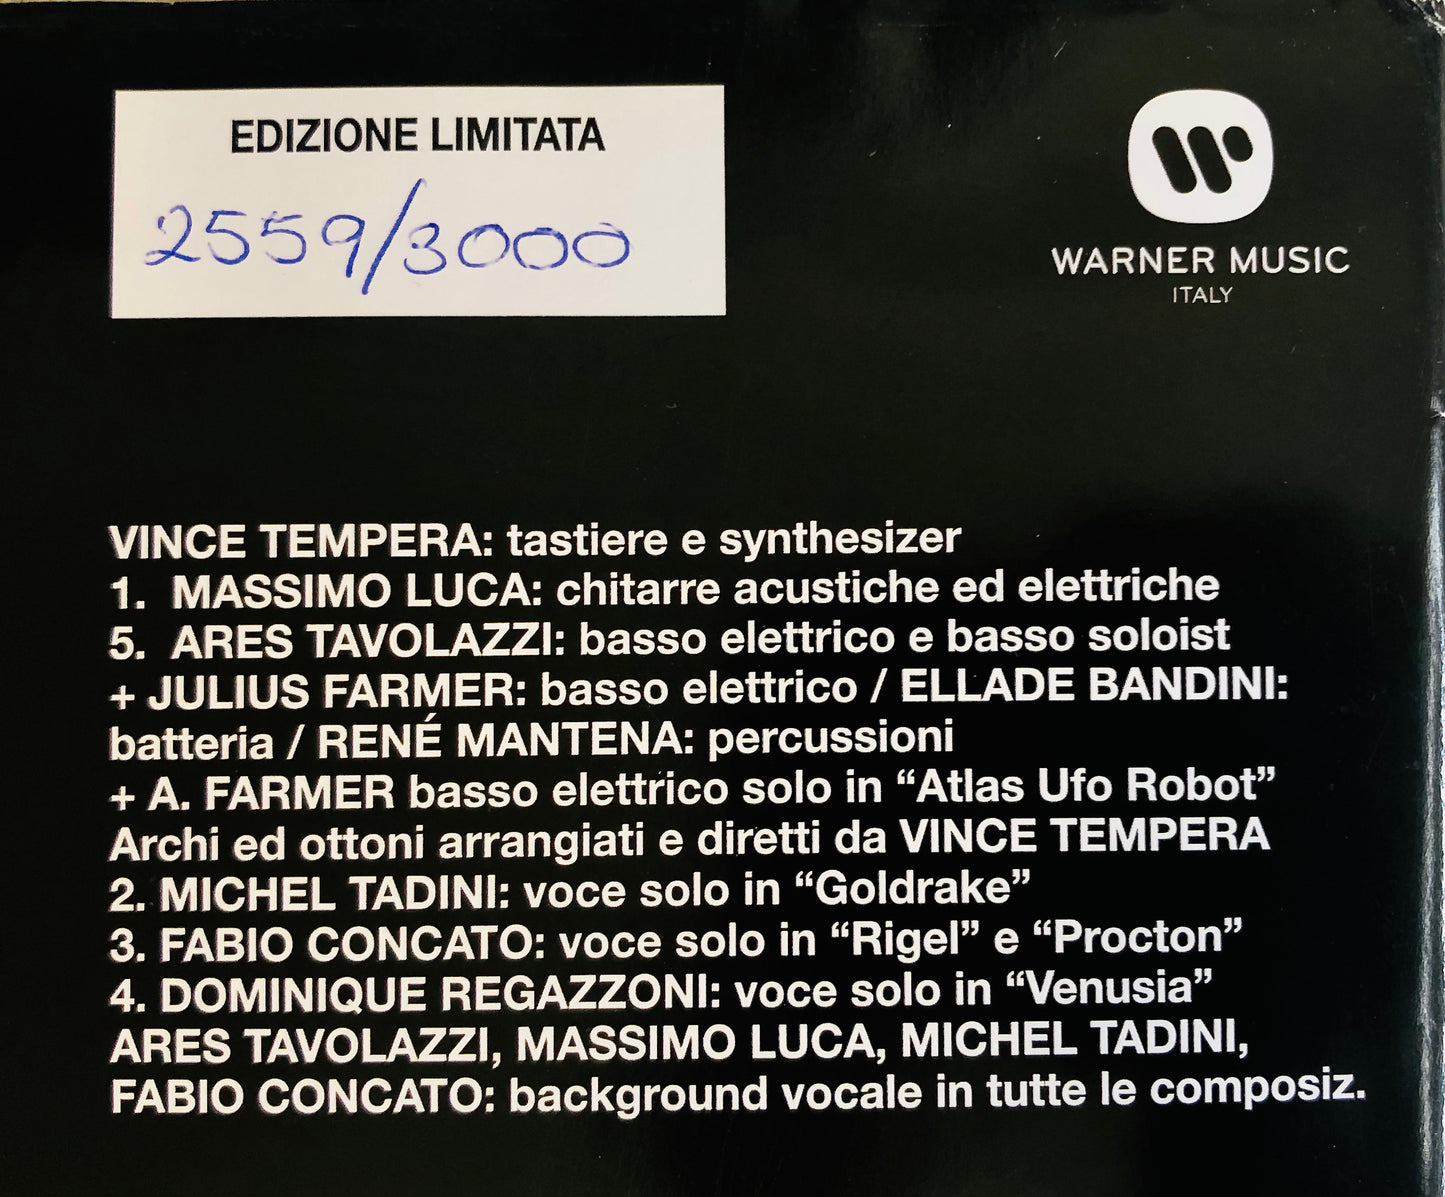 EDIZIONE LIMITATA
2559/3000
WARNER MUSIC
ITALY
VINCE TEMPERA: tastiere e synthesizer
1. MASSIMO LUCA: chitarre acustiche ed elettriche
5. ARES TAVOLAZZI: basso elettrico e basso soloist
+ JULIUS FARMER: basso elettrico / ELLADE BANDINI:
batteria / RENÉ MANTENA: percussioni
+ A. FARMER basso elettrico solo in “Atlas Ufo Robot”
Archi ed ottoni arrangiati e diretti da VINCE TEMPERA
2. MICHEL TADINI: voce solo in “Goldrake”
3. FABIO CONCATO: voce solo in “Rigel” e “Procton”
4. DOMINIQUE REGAZZONI: voce solo in “Venusia”
ARES TAVOLAZZI, MASSIMO LUCA, MICHEL TADINI,
FABIO CONCATO: background vocale in tutte le composiz.